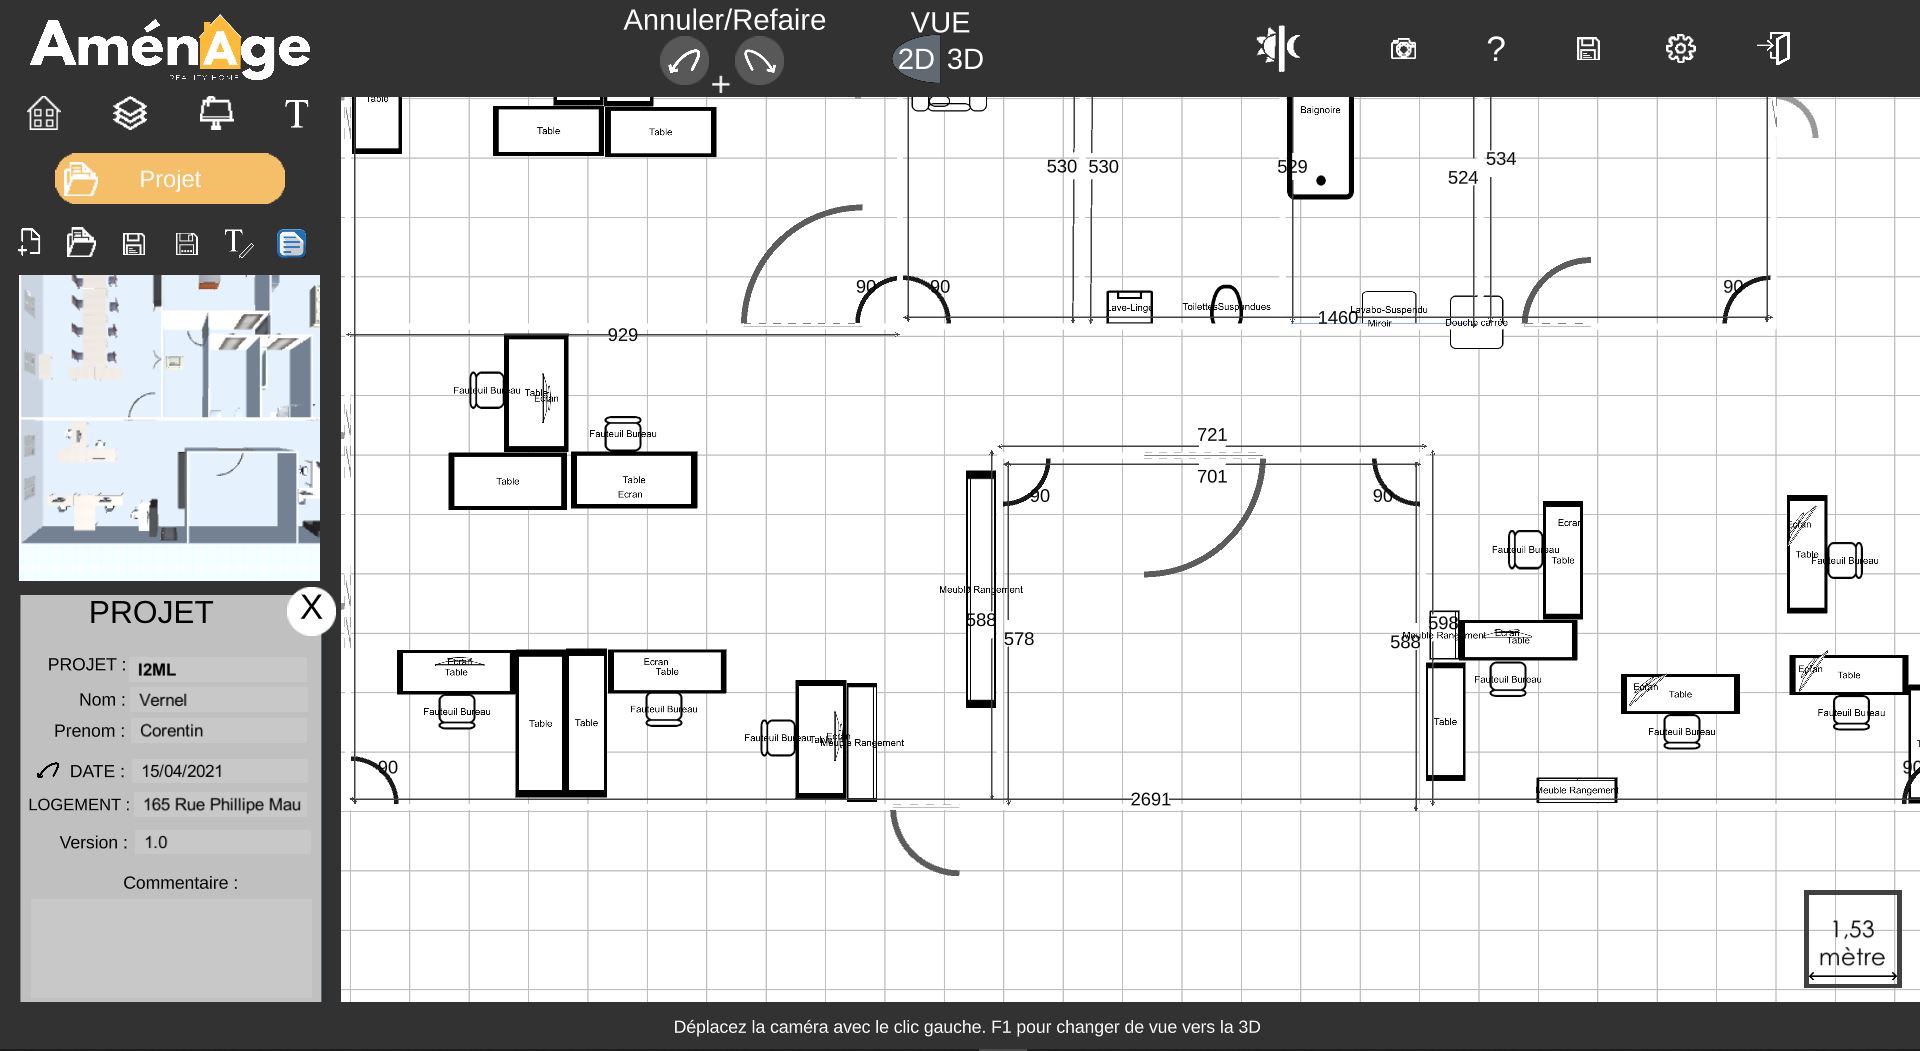 AménAge
REALITY HOME
Annuler/Refaire
+
VUE
2D 3D
?
T
Projet
T
PROJET
X
PROJET : I2ML
Nom : Vernel
Prenom : Corentin
DATE : 15/04/2021
LOGEMENT : 165 Rue Phillipe Mau
Version : 1.0
Commentaire :
Table
Table
Table
Baignoire
530
530
529
524
534
90
90
90
Lave-Linge
ToilettesSuspendues
1460
Lavabo-Suspendu
Miroir
Douche carrée
929
Fauteuil Bureau
Table
Ecran
Fauteuil Bureau
Table
Table
Ecran
721
701
90
90
Meuble Rangement
588
578
588
598
Meuble Rangement
Ecran
Fauteuil Bureau
Table
Ecran
Table
Fauteuil Bureau
Ecran
Table
Fauteuil Bureau
Table
Ecran
Table
Fauteuil Bureau
Ecran
Table
Fauteuil Bureau
Meuble Rangement
Ecran
Table
Fauteuil Bureau
Table
Table
Ecran
Table
Fauteuil Bureau
Fauteuil Bureau
Table
Ecran
Meuble Rangement
90
2691
90
1,53
mètre
Déplacez la caméra avec le clic gauche. F1 pour changer de vue vers la 3D